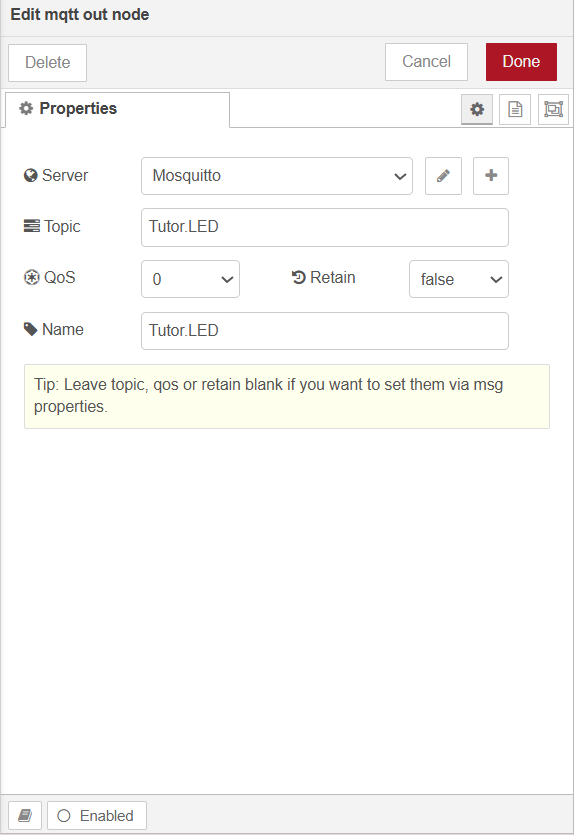 Edit mqtt out node
Delete
Cancel
Done
Properties
Server
Mosquitto
Topic
Tutor.LED
QoS
0
Retain
false
Name
Tutor.LED
Tip: Leave topic, qos or retain blank if you want to set them via msg
properties.
Enabled